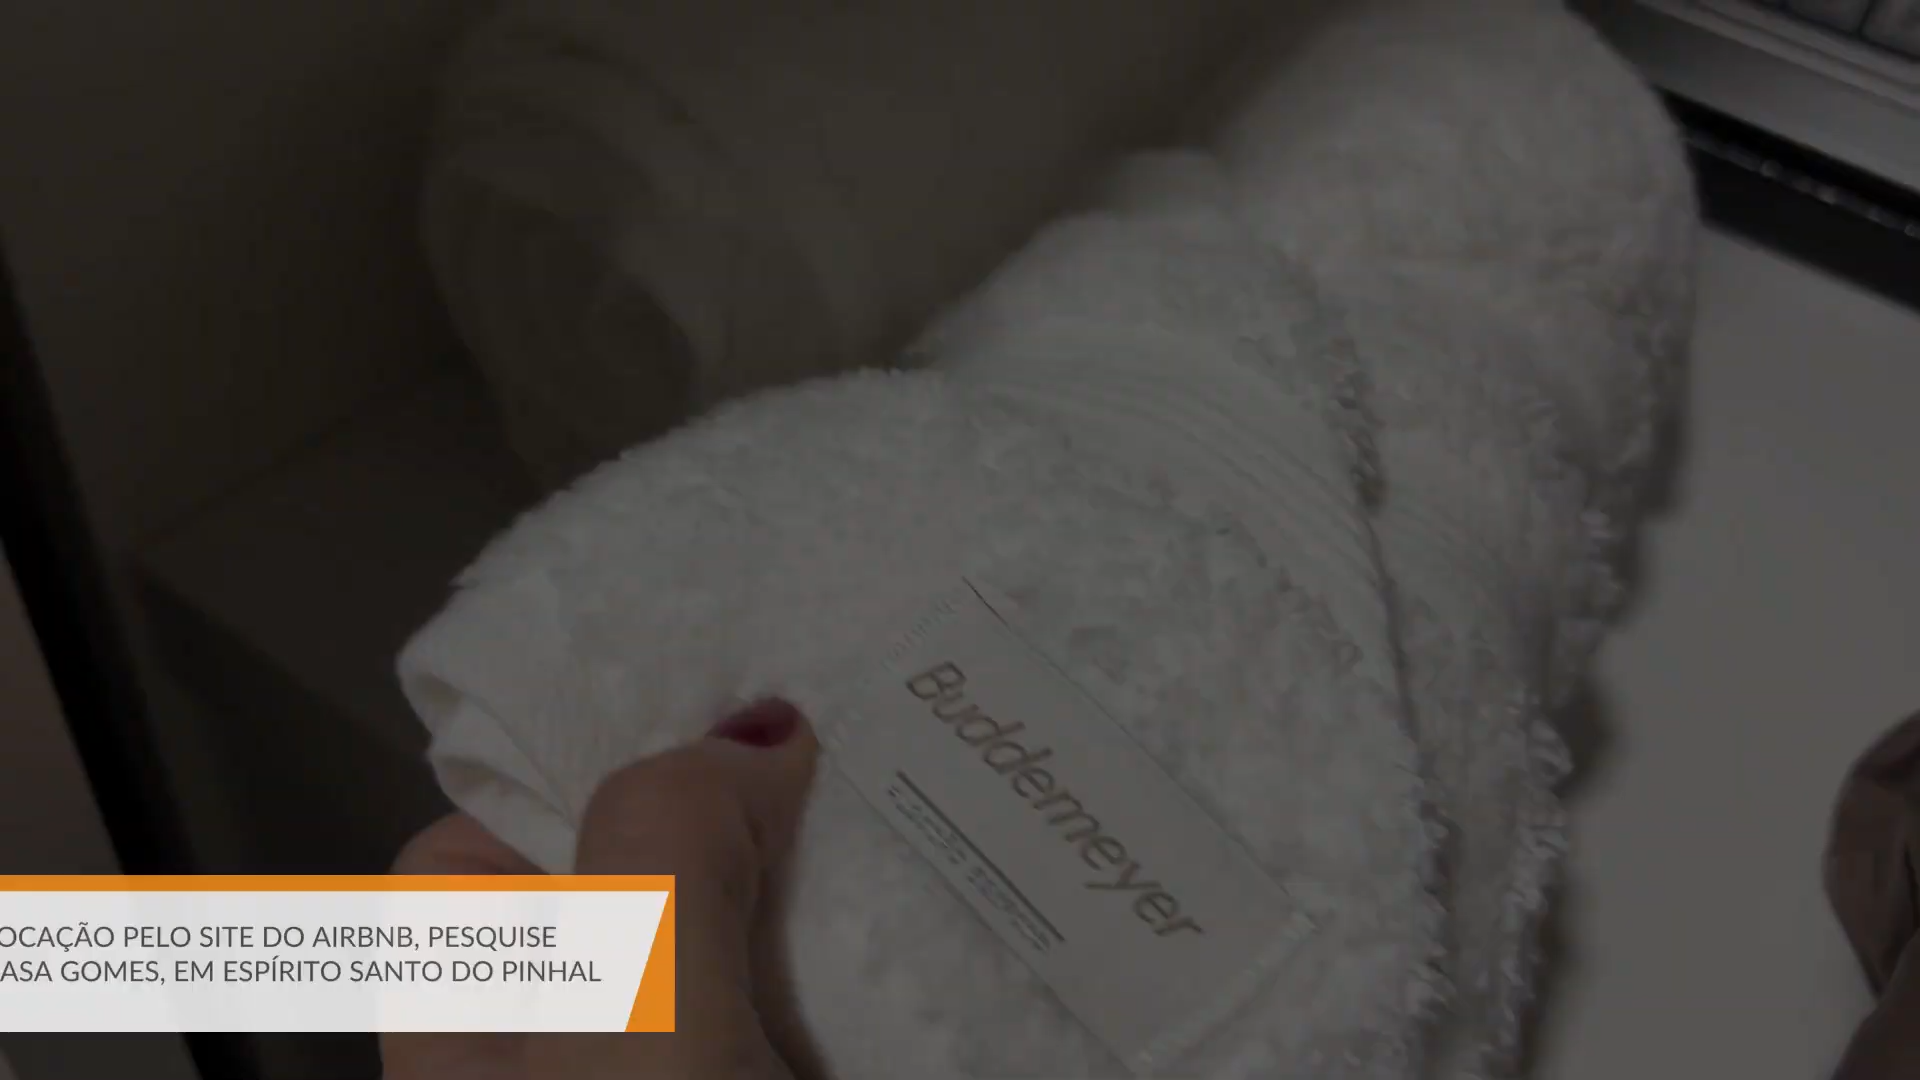 Buddemeyer
OCAÇÃO PELO SITE DO AIRBNB, PESQUISE
ASA GOMES, EM ESPÍRITO SANTO DO PINHAL